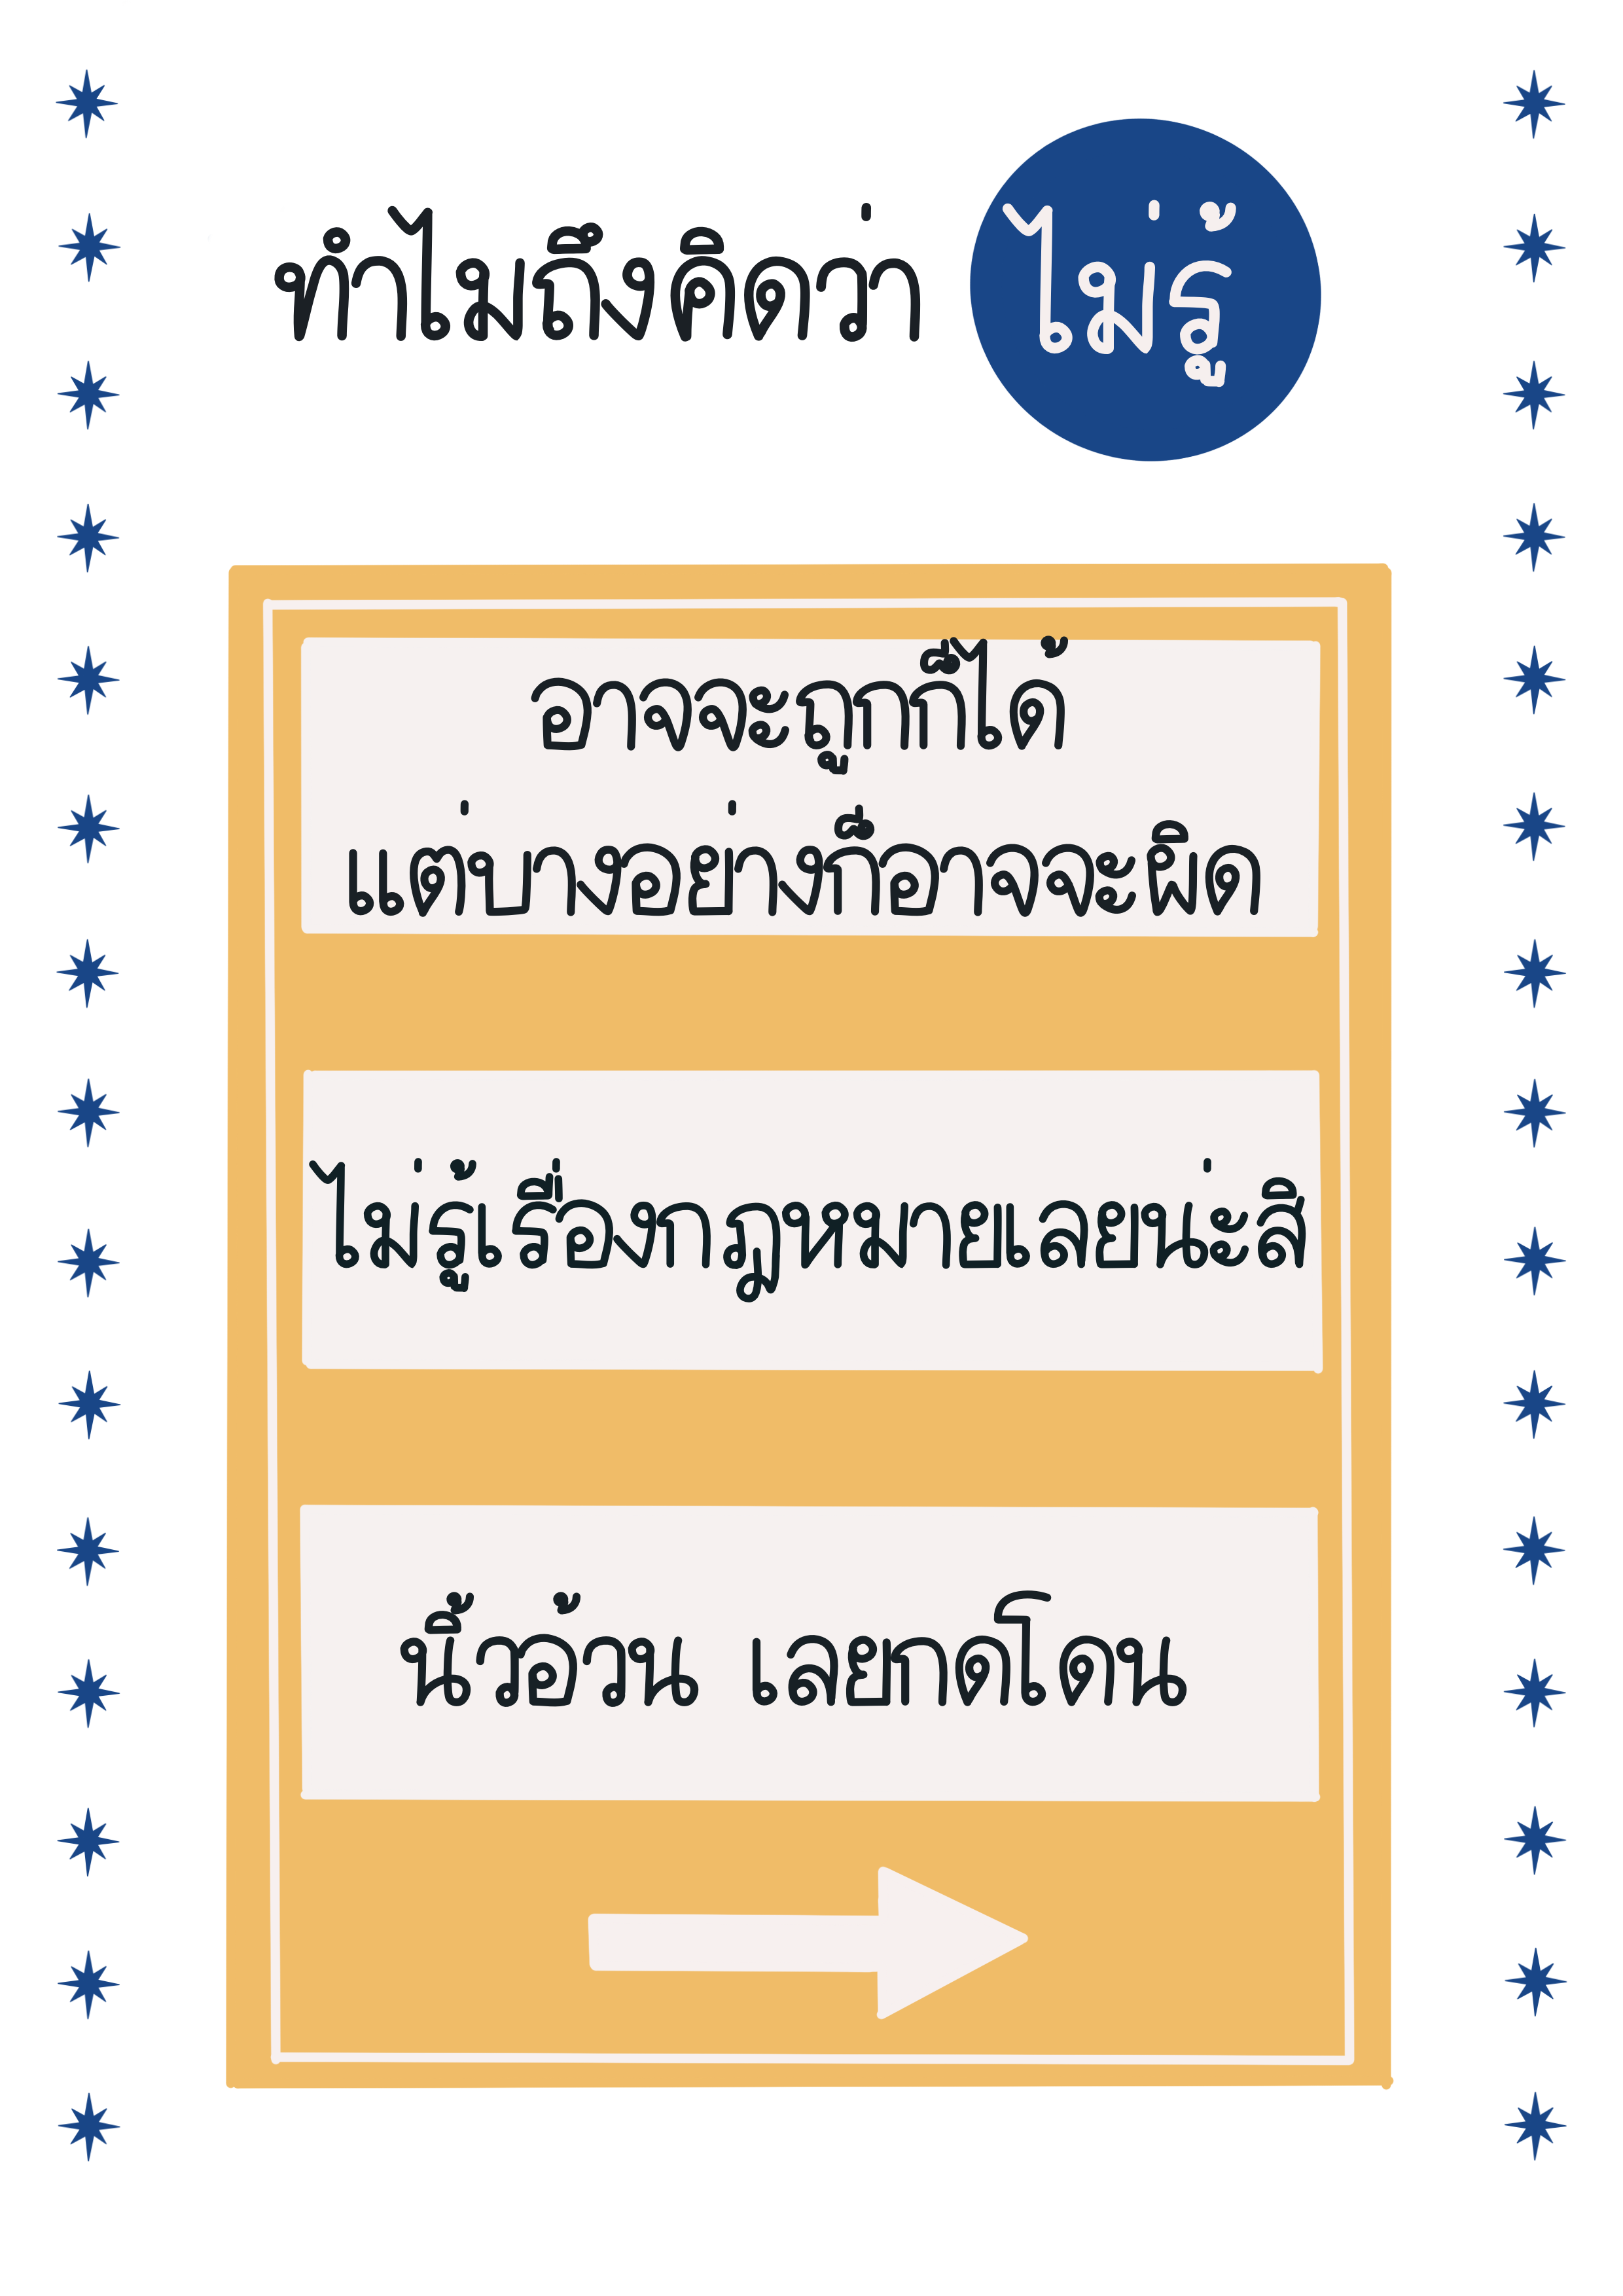 ทำไมถึงคิดว่า ไม่รู้
อาจจะถูกก็ได้
แต่บางอย่างก็อาจจะผิด
ไม่รู้เรื่องกฎหมายเลยน่ะสิ
นิ้วอ้วน เลยกดโดน